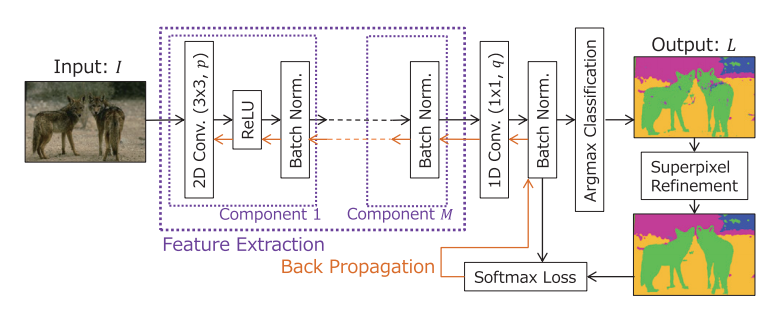 Input: I
2D Conv. (3x3, p)
ReLU
Batch Norm.
Component 1
Batch Norm.
Component M
Feature Extraction
1D Conv. (1x1, q)
Batch Norm.
Argmax Classification
Output: L
Superpixel
Refinement
Back Propagation
Softmax Loss